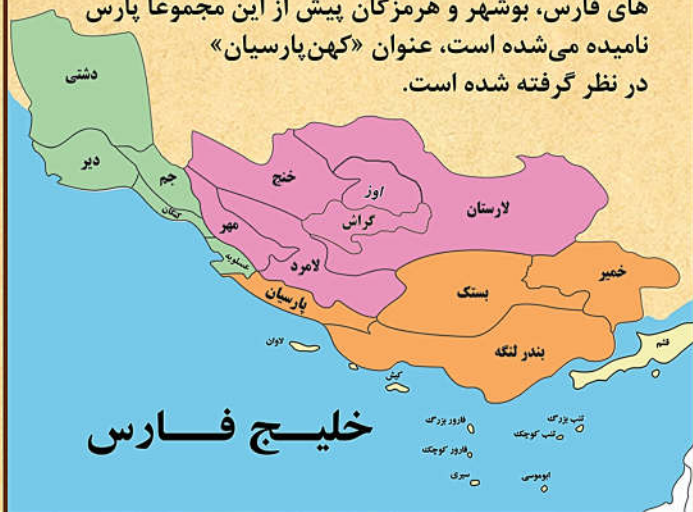 های فارس، بوشهر و هرمزگان پیش از این مجموعا پارس
نامیده می‌شده است، عنوان «کهن‌پارسیان»
در نظر گرفته شده است.
دشتی
دیر
جم
کنگان
عسلویه
خنج
اوز
گراش
لارستان
مهر
لامرد
خمیر
بستک
پارسیان
بندر لنگه
قشم
لاوان
کیش
فارور بزرگ
تنب بزرگ
تنب کوچک
فارور کوچک
سیری
ابوموسی
خلیـج فـارس